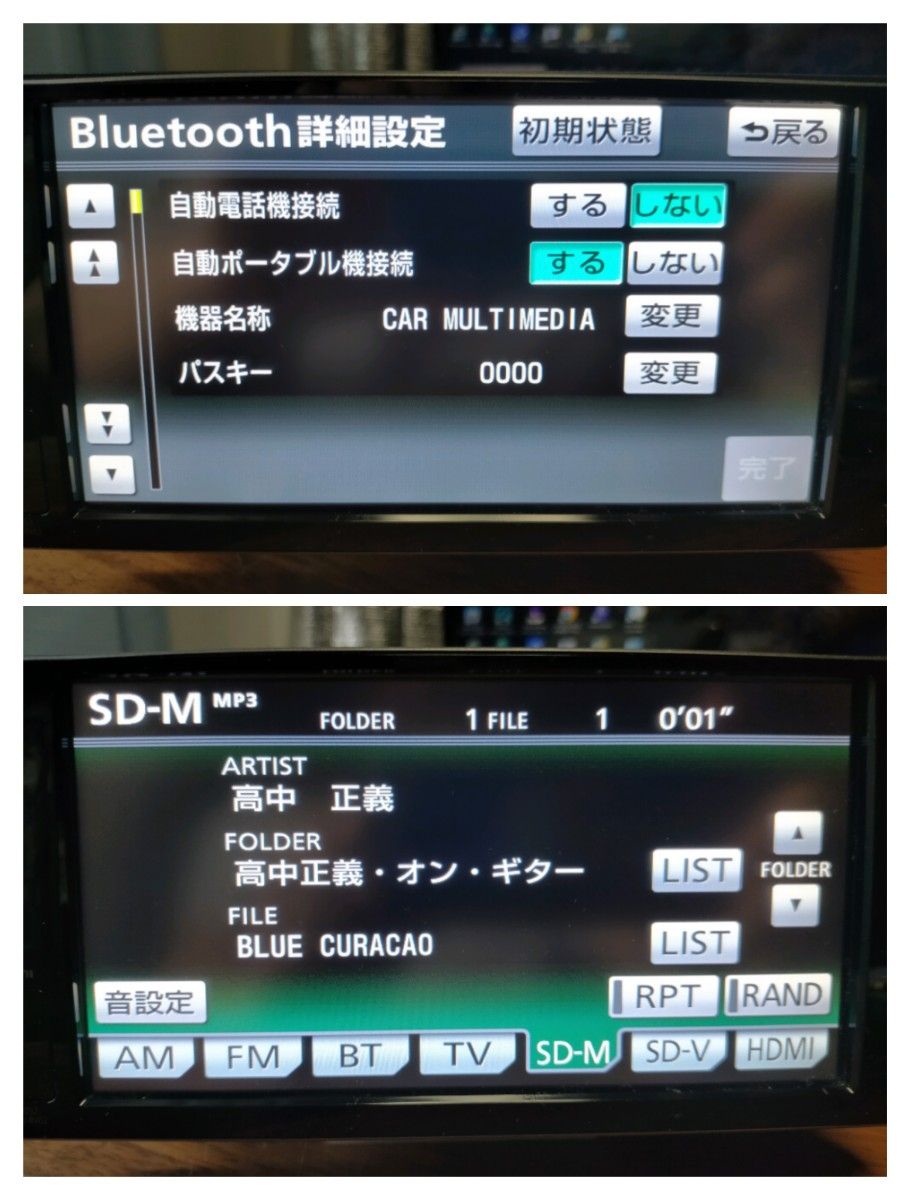 Bluetooth詳細設定 初期状態 戻る
自動電話機接続 する しない
自動ポータブル機接続 する しない
機器名称 CAR MULTIMEDIA 変更
パスキー 0000 変更
完了
SD-M MP3 FOLDER 1 FILE 1 0'01"
ARTIST
高中 正義
FOLDER
高中正義・オン・ギター LIST FOLDER
FILE
BLUE CURACAO LIST
音設定 RPT RAND
AM FM BT TV SD-M SD-V HDMI